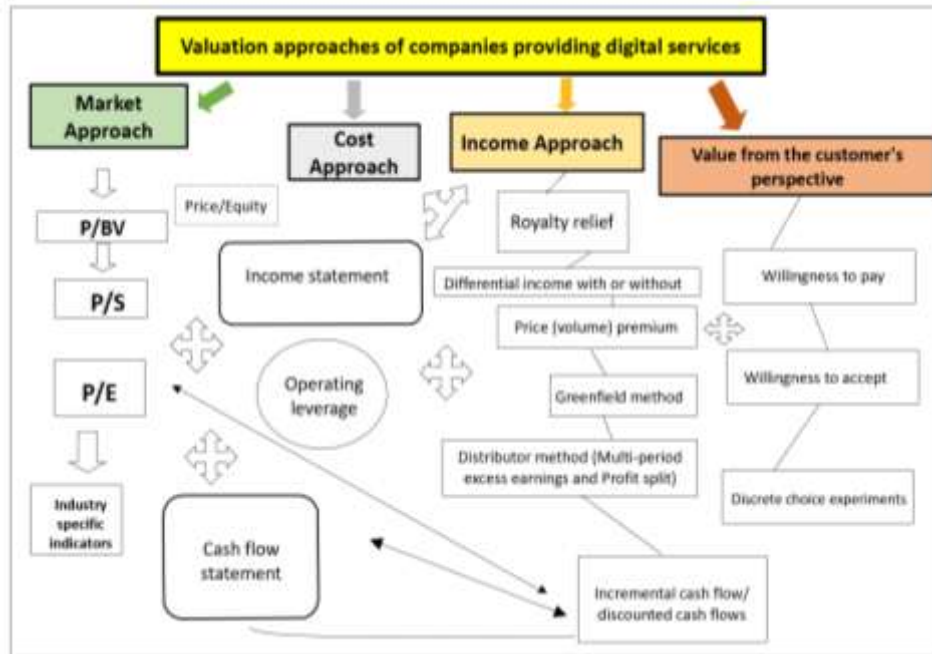 Valuation approaches of companies providing digital services
Market
Approach
Cost
Approach
Income Approach
Value from the customer's
perspective
P/BV
Price/Equity
Royalty relief
Income statement
Differential income with or without
Willingness to pay
P/S
Price (volume) premium
P/E
Operating
leverage
Greenfield method
Willingness to accept
Distributor method (Multi-period
excess earnings and Profit split)
Discrete choice experiments
Industry
specific
indicators
Cash flow
statement
Incremental cash flow/
discounted cash flows